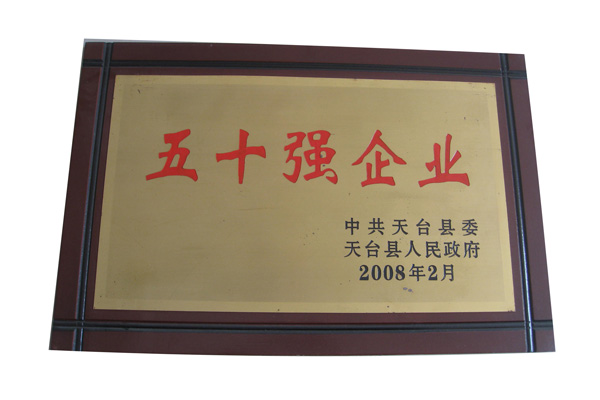 五十强企业
中共天台县委
天台县人民政府
2008年2月